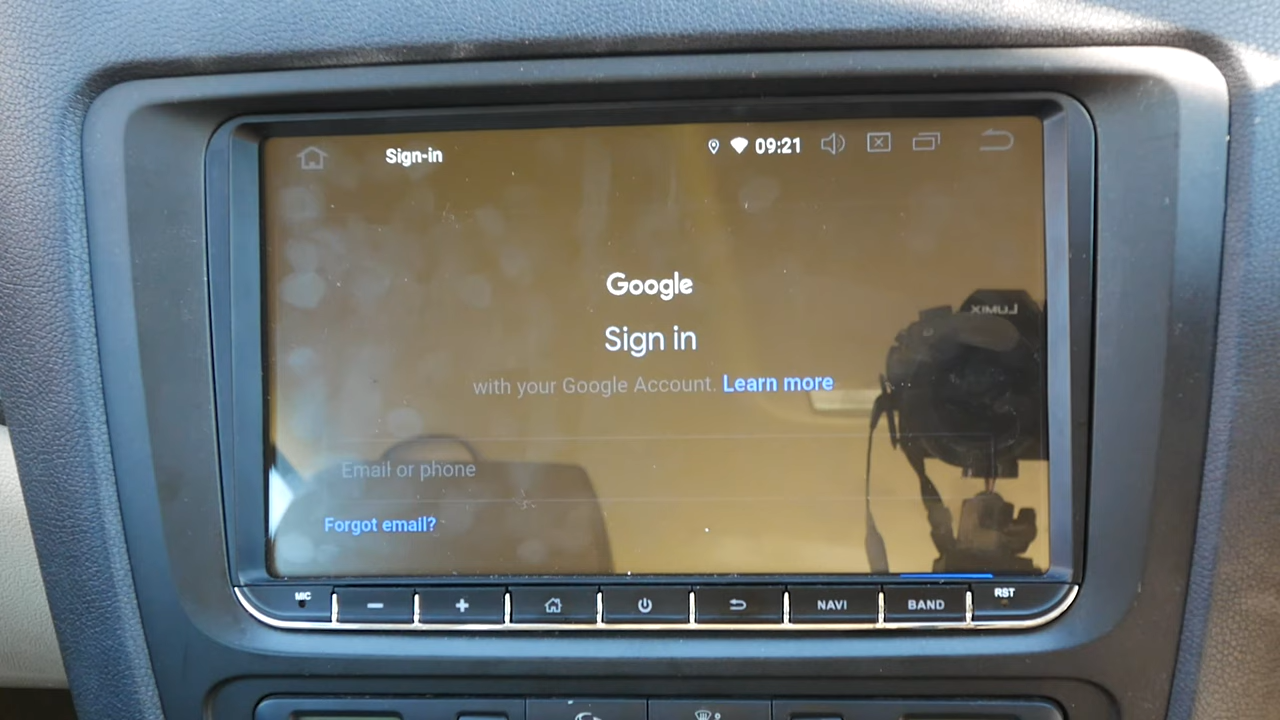 Sign-in
09:21
Google
Sign in
with your Google Account. Learn more
LUMIX
Email or phone
Forgot email?
MIC
NAVI
BAND
RST